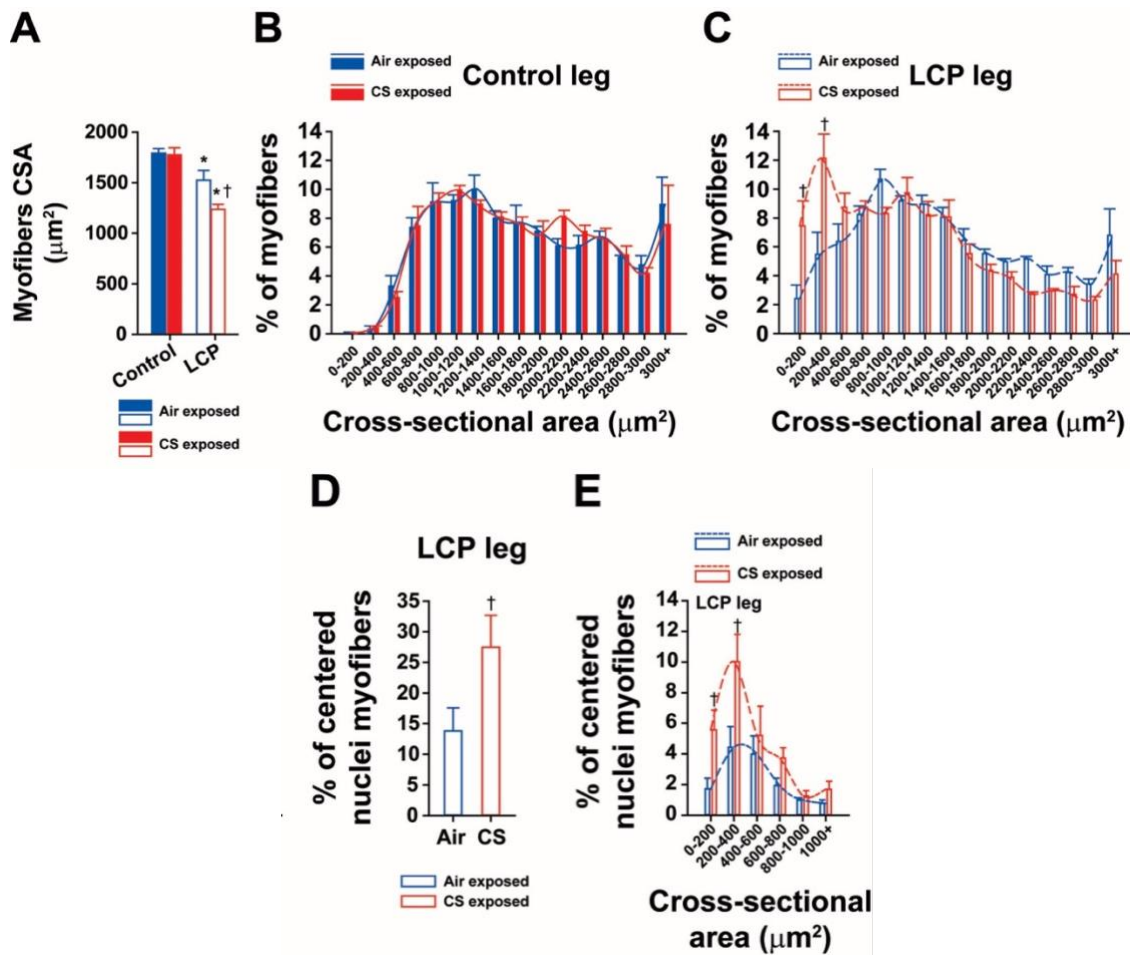 A
Myofibers CSA
(μm²)
2000
1500
1000
500
0
*
*†
Control
LCP
Air exposed
CS exposed
B
Air exposed
CS exposed
Control leg
% of myofibers
14
12
10
8
6
4
2
0
0-200
200-400
400-600
600-800
800-1000
1000-1200
1200-1400
1400-1600
1600-1800
1800-2000
2000-2200
2200-2400
2400-2600
2600-2800
2800-3000
3000+
Cross-sectional area (μm²)
C
Air exposed
CS exposed
LCP leg
% of myofibers
14
12
10
8
6
4
2
0
†
†
0-200
200-400
400-600
600-800
800-1000
1000-1200
1200-1400
1400-1600
1600-1800
1800-2000
2000-2200
2200-2400
2400-2600
2600-2800
2800-3000
3000+
Cross-sectional area (μm²)
D
LCP leg
% of centered
nuclei myofibers
35
30
25
20
15
10
5
0
†
Air CS
Air exposed
CS exposed
E
Air exposed
CS exposed
LCP leg
% of centered
nuclei myofibers
14
12
10
8
6
4
2
0
†
†
0-200
200-400
400-600
600-800
800-1000
1000+
Cross-sectional
area (μm²)